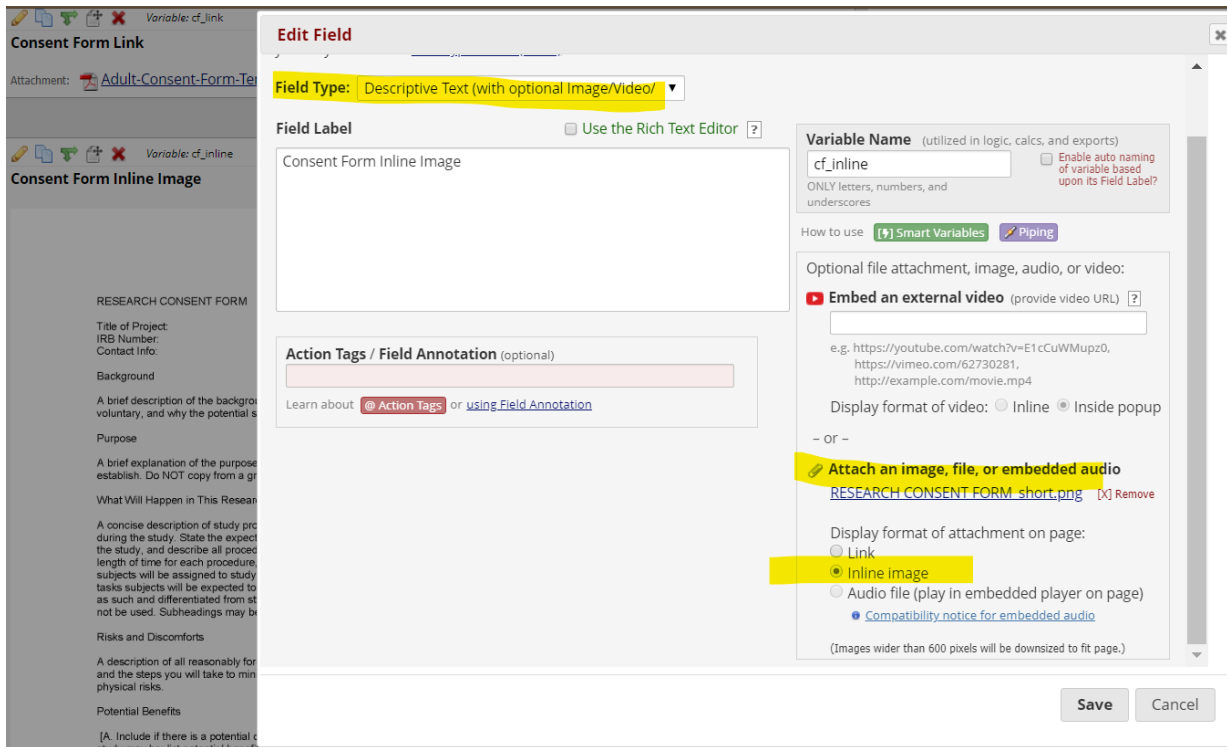 Variable: cf_link
Consent Form Link
Attachment: Adult-Consent-Form-Te
Variable: cf_inline
Consent Form Inline Image
RESEARCH CONSENT FORM
Title of Project:
IRB Number:
Contact Info:
Background
A brief description of the backgrou
voluntary, and why the potential s
Purpose
A brief explanation of the purpose
establish. Do NOT copy from a gr
What Will Happen in This Resear
A concise description of study pro
during the study. State the expect
the study, and describe all proced
length of time for each procedure,
subjects will be assigned to study
tasks subjects will be expected to
as such and differentiated from st
not be used. Subheadings may be
Risks and Discomforts
A description of all reasonably for
and the steps you will take to min
physical risks.
Potential Benefits
[A. Include if there is a potential
Edit Field
Field Type: Descriptive Text (with optional Image/Video/
Field Label
Use the Rich Text Editor ?
Consent Form Inline Image
Action Tags / Field Annotation (optional)
Learn about @ Action Tags or using Field Annotation
Variable Name (utilized in logic, calcs, and exports)
cf_inline
Enable auto naming
of variable based
upon its Field Label?
ONLY letters, numbers, and
underscores
How to use Smart Variables Piping
Optional file attachment, image, audio, or video:
Embed an external video (provide video URL) ?
e.g. https://youtube.com/watch?v=E1cCuWMupz0,
https://vimeo.com/62730281,
http://example.com/movie.mp4
Display format of video: Inline Inside popup
– or –
Attach an image, file, or embedded audio
RESEARCH CONSENT FORM_short.png [X] Remove
Display format of attachment on page:
Link
Inline image
Audio file (play in embedded player on page)
Compatibility notice for embedded audio
(Images wider than 600 pixels will be downsized to fit page.)
Save Cancel